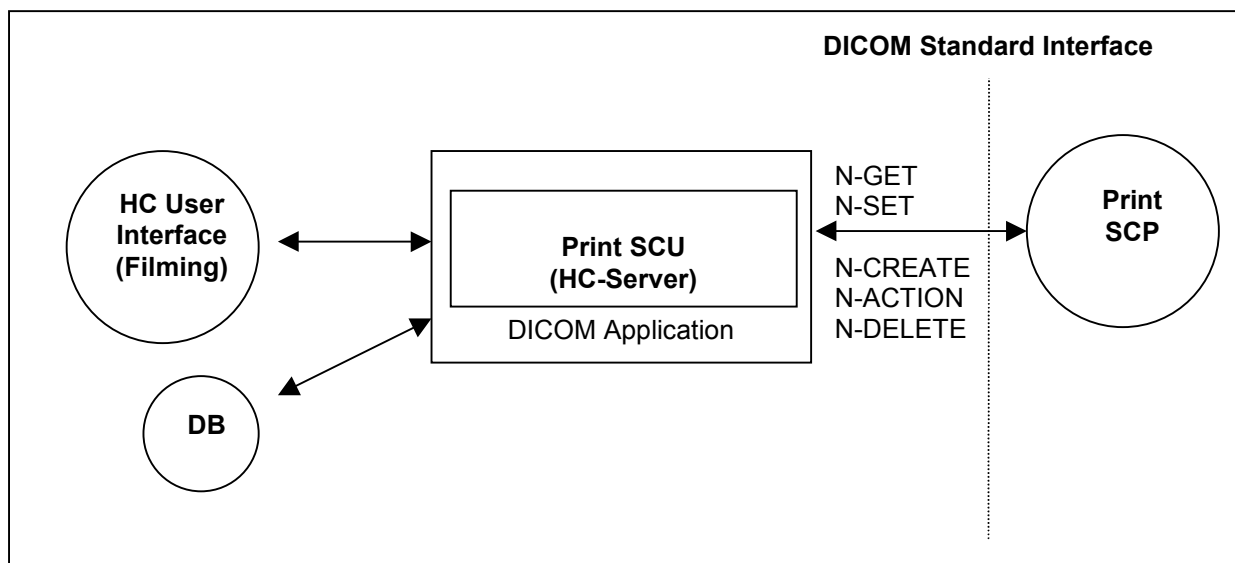 DICOM Standard Interface
HC User
Interface
(Filming)
DB
Print SCU
(HC-Server)
DICOM Application
N-GET
N-SET
N-CREATE
N-ACTION
N-DELETE
Print
SCP